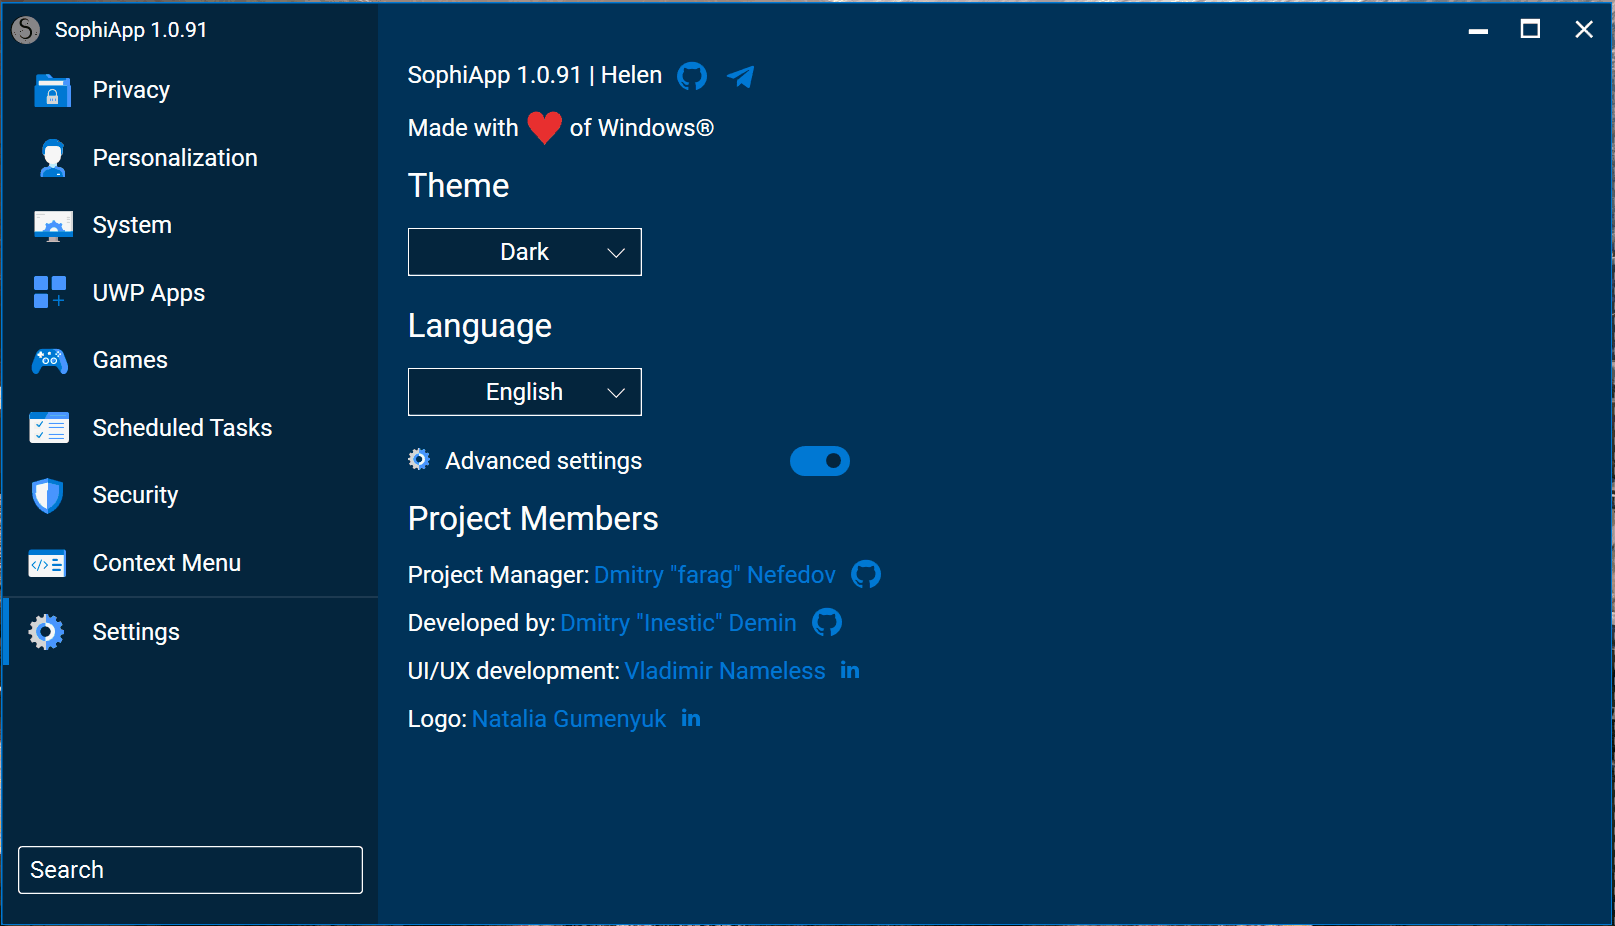 SophiApp 1.0.91
Privacy
Personalization
System
UWP Apps
Games
Scheduled Tasks
Security
Context Menu
Settings
Search
SophiApp 1.0.91 | Helen
Made with of Windows®
Theme
Dark
Language
English
Advanced settings
Project Members
Project Manager: Dmitry "farag" Nefedov
Developed by: Dmitry "Inestic" Demin
UI/UX development: Vladimir Nameless in
Logo: Natalia Gumenyuk in